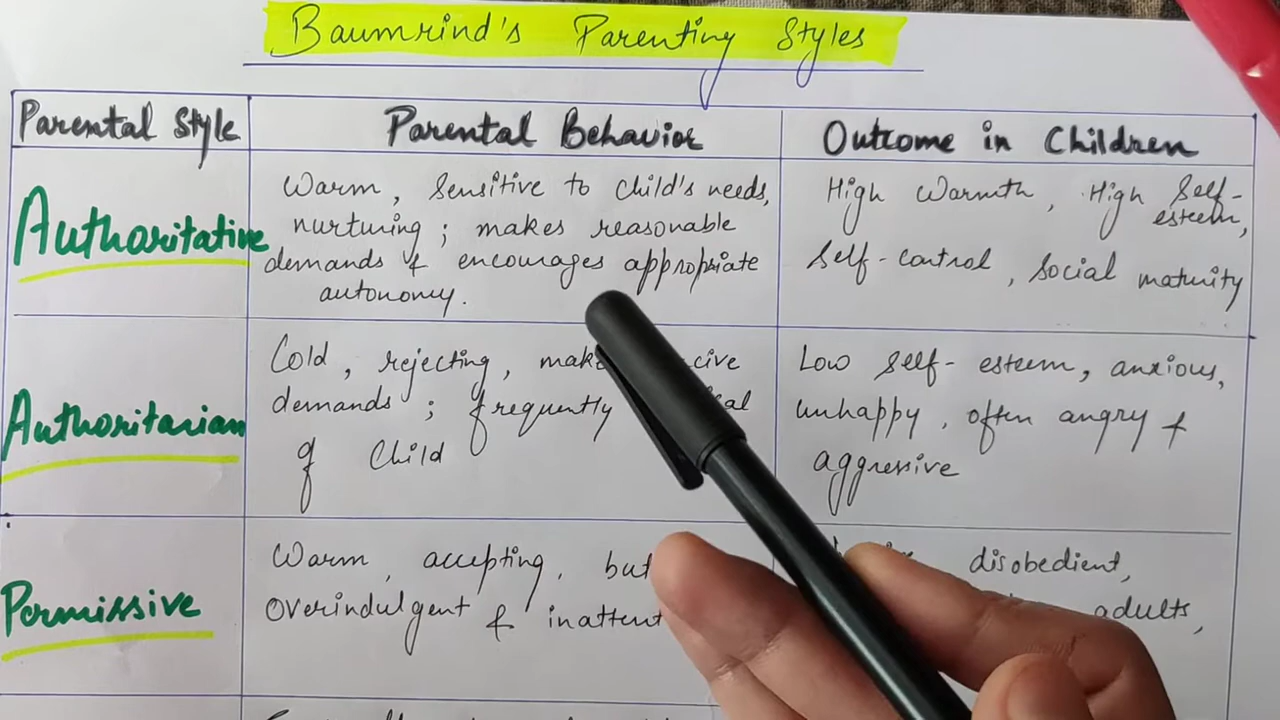 Baumrind's Parenting Styles
Parental Style
Parental Behavior
Outcome in Children
Authoritative
Warm, Sensitive to child's needs,
nurturing; makes reasonable
demands & encourages appropriate
autonomy.
High Warmth, High Self-
esteem,
Self-control, Social maturity
Authoritarian
Cold, rejecting,
demands; frequently
of Child
Low self-esteem, anxious,
unhappy, often angry &
aggressive
Permissive
Warm, accepting, but
Overindulgent &
disobedient,
adults,